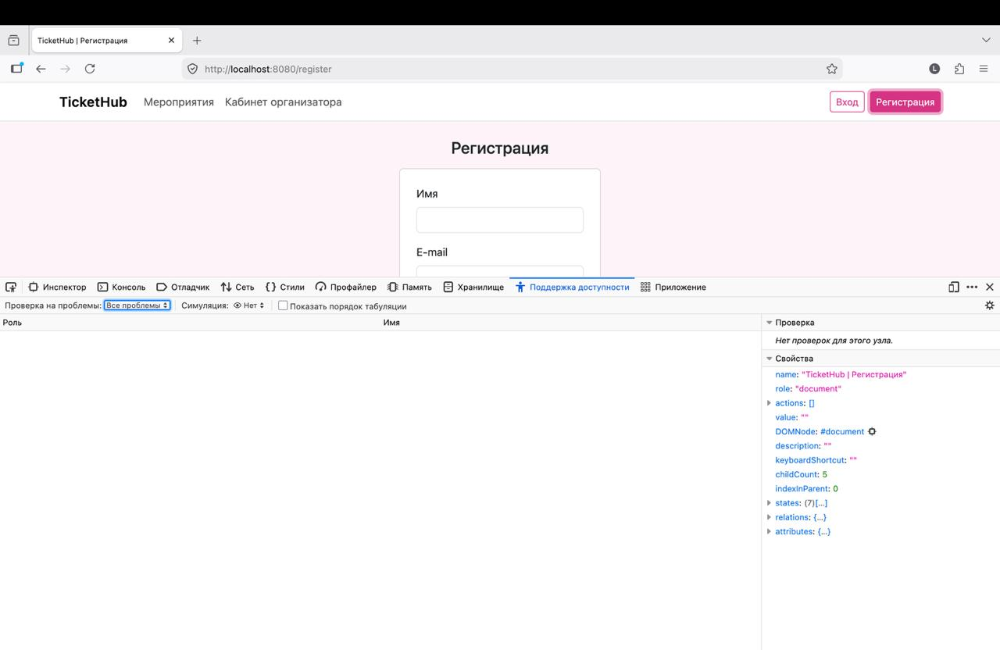 TicketHub | Регистрация
http://localhost:8080/register
L
TicketHub Мероприятия Кабинет организатора Вход Регистрация
Регистрация
Имя
E-mail
Инспектор Консоль Отладчик Сеть Стили Профайлер Память Хранилище Поддержка доступности Приложение
Проверка на проблемы: Все проблемы Симуляция: Нет Показать порядок табуляции
Роль Имя
Проверка
Нет проверок для этого узла.
Свойства
name: "TicketHub | Регистрация"
role: "document"
actions: []
value: ""
DOMNode: #document
description: ""
keyboardShortcut: ""
childCount: 5
indexInParent: 0
states: (7)[…]
relations: {…}
attributes: {…}